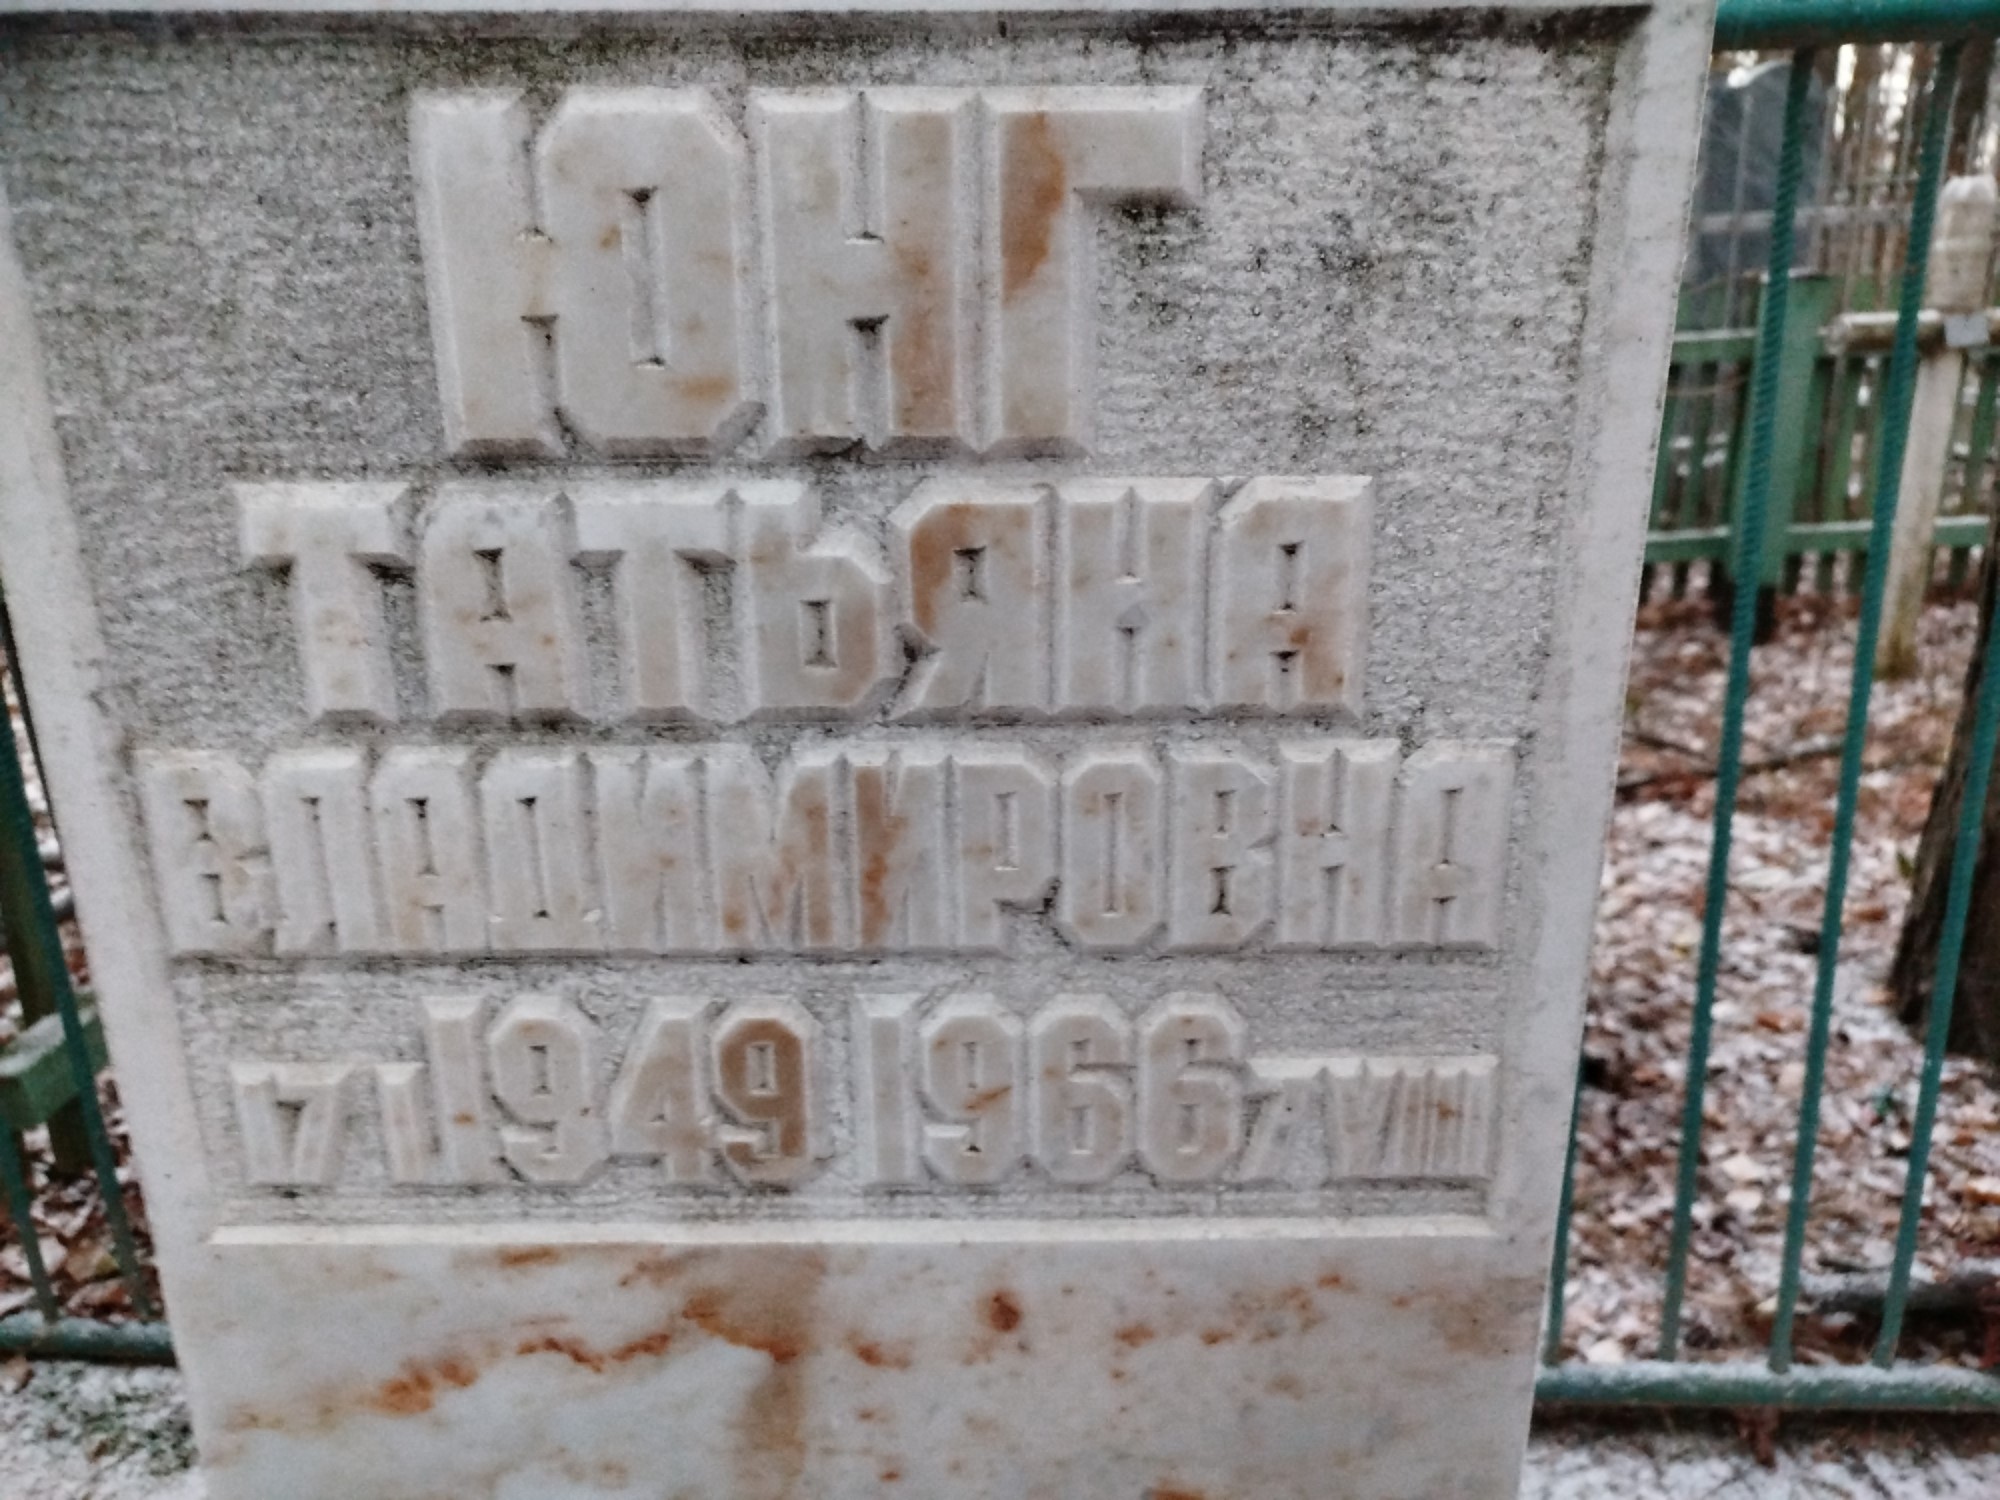 ЮНГ
ТАТЬЯНА
ВЛАДИМИРОВНА
17 I 1949 1966 7 VIII